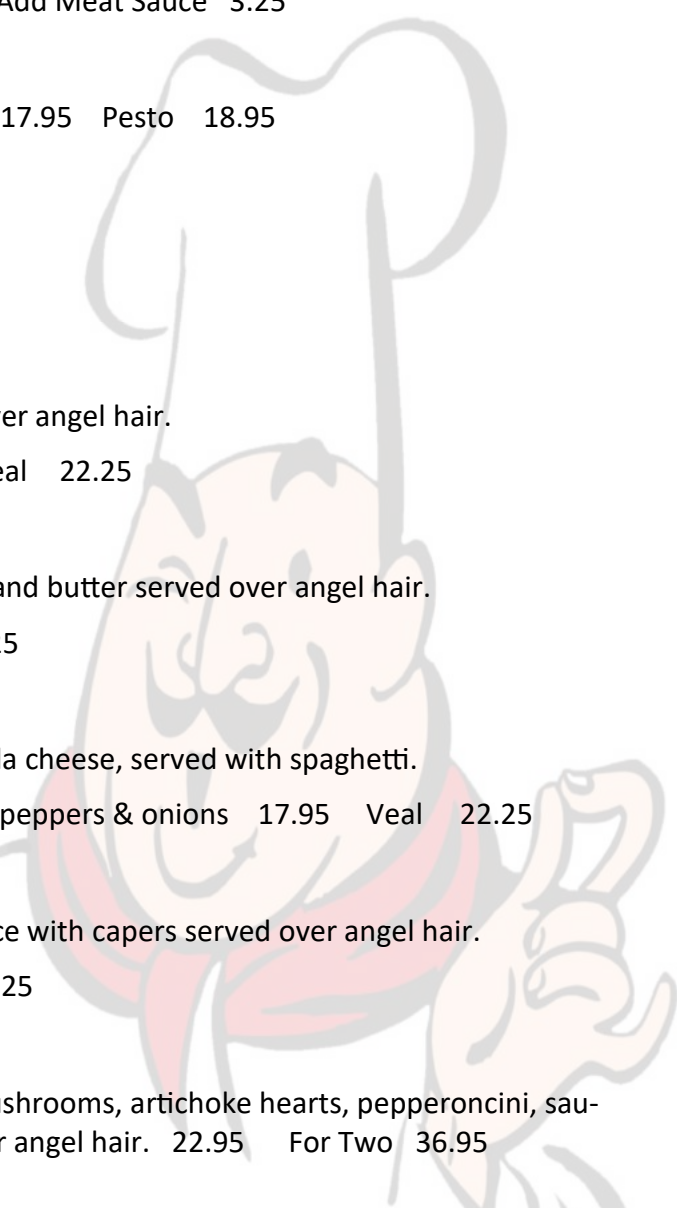 Add Meat Sauce 3.25
17.95 Pesto 18.95
er angel hair.
eal 22.25
and butter served over angel hair.
5
la cheese, served with spaghetti.
peppers & onions 17.95 Veal 22.25
ce with capers served over angel hair.
25
shrooms, artichoke hearts, pepperoncini, sau-
r angel hair. 22.95 For Two 36.95